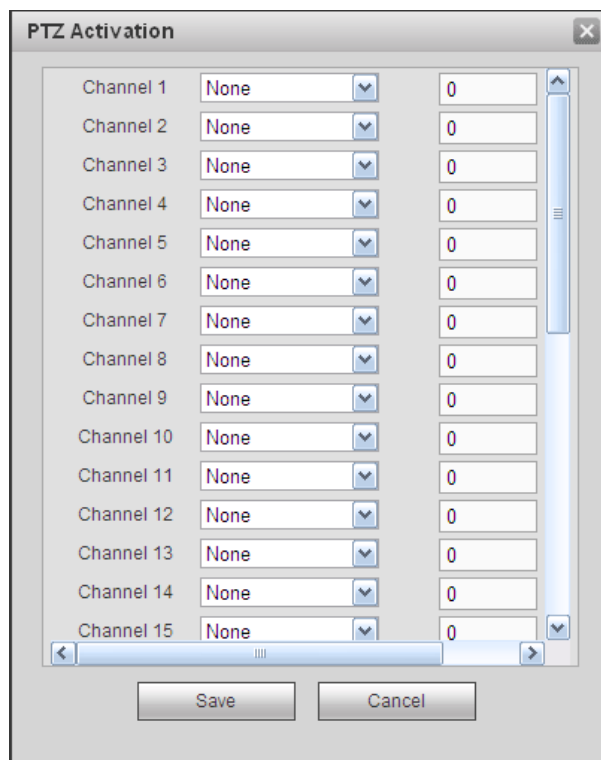 PTZ Activation
Channel 1 None 0
Channel 2 None 0
Channel 3 None 0
Channel 4 None 0
Channel 5 None 0
Channel 6 None 0
Channel 7 None 0
Channel 8 None 0
Channel 9 None 0
Channel 10 None 0
Channel 11 None 0
Channel 12 None 0
Channel 13 None 0
Channel 14 None 0
Channel 15 None 0
Save Cancel